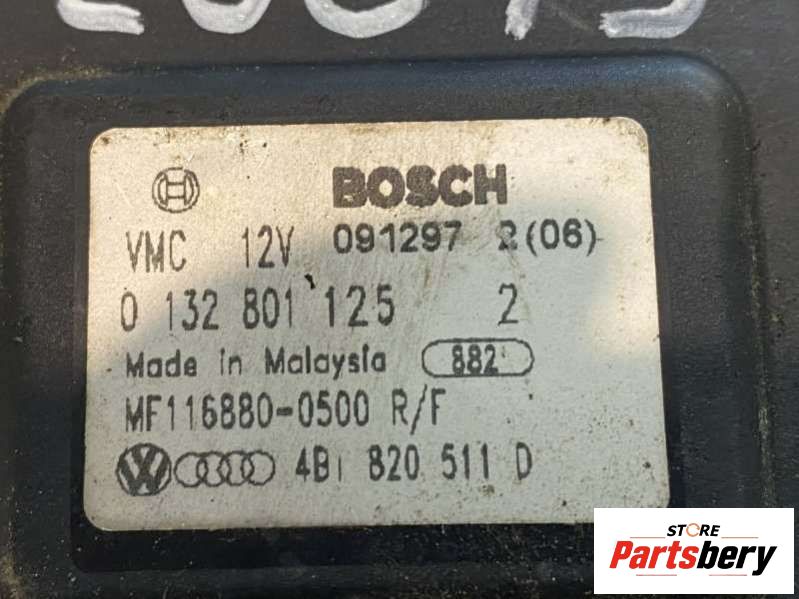 BOSCH
VMC 12V 091297 2(06)
0 132 801 125 2
Made in Malaysia 882
MF116880-0500 R/F
4B1 820 511 D
STORE
Partsbery